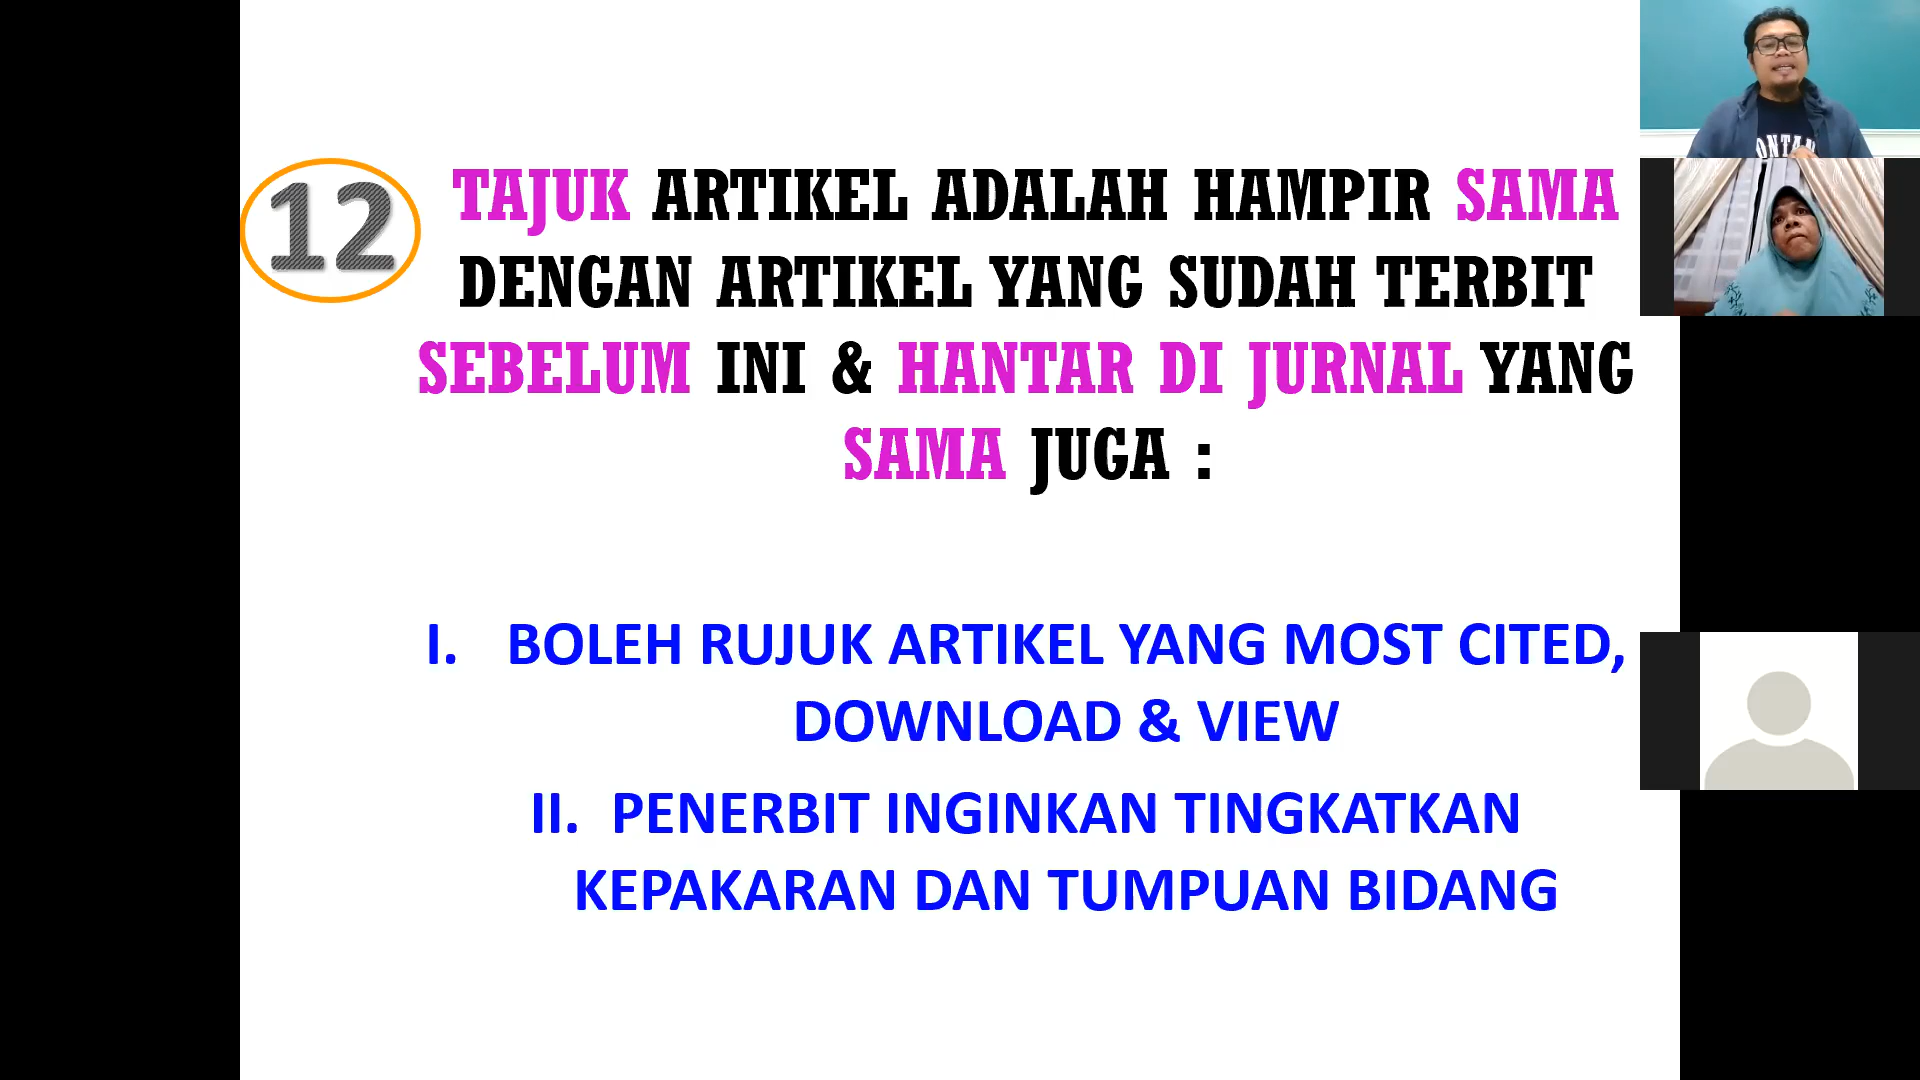 12
TAJUK ARTIKEL ADALAH HAMPIR SAMA
DENGAN ARTIKEL YANG SUDAH TERBIT
SEBELUM INI & HANTAR DI JURNAL YANG
SAMA JUGA :
I. BOLEH RUJUK ARTIKEL YANG MOST CITED,
DOWNLOAD & VIEW
II. PENERBIT INGINKAN TINGKATKAN
KEPAKARAN DAN TUMPUAN BIDANG